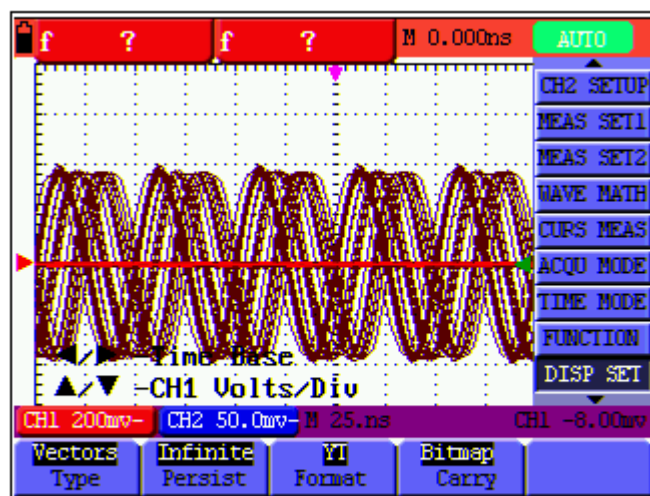 f ? f ? M 0.000ns AUTO
CH2 SETUP
MEAS SET1
MEAS SET2
WAVE MATH
CURS MEAS
ACQU MODE
TIME MODE
FUNCTION
DISP SET
◀/▶ -Time Base
▲/▼ -CH1 Volts/Div
CH1 200mv- CH2 50.0mv- M 25.ns CH1 -8.00mv
Vectors Infinite YT Bitmap
Type Persist Format Carry